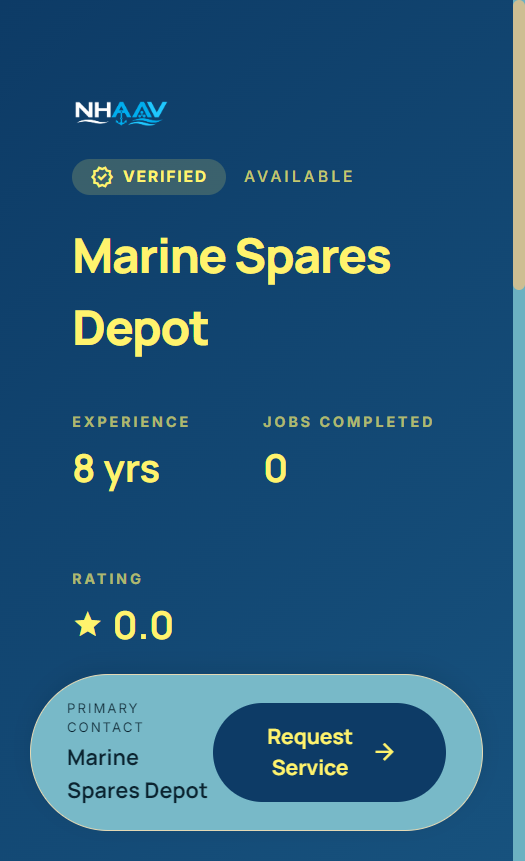 NHAAV
VERIFIED AVAILABLE
Marine Spares
Depot
EXPERIENCE JOBS COMPLETED
8 yrs 0
RATING
★ 0.0
PRIMARY
CONTACT
Marine
Spares Depot
Request
Service →